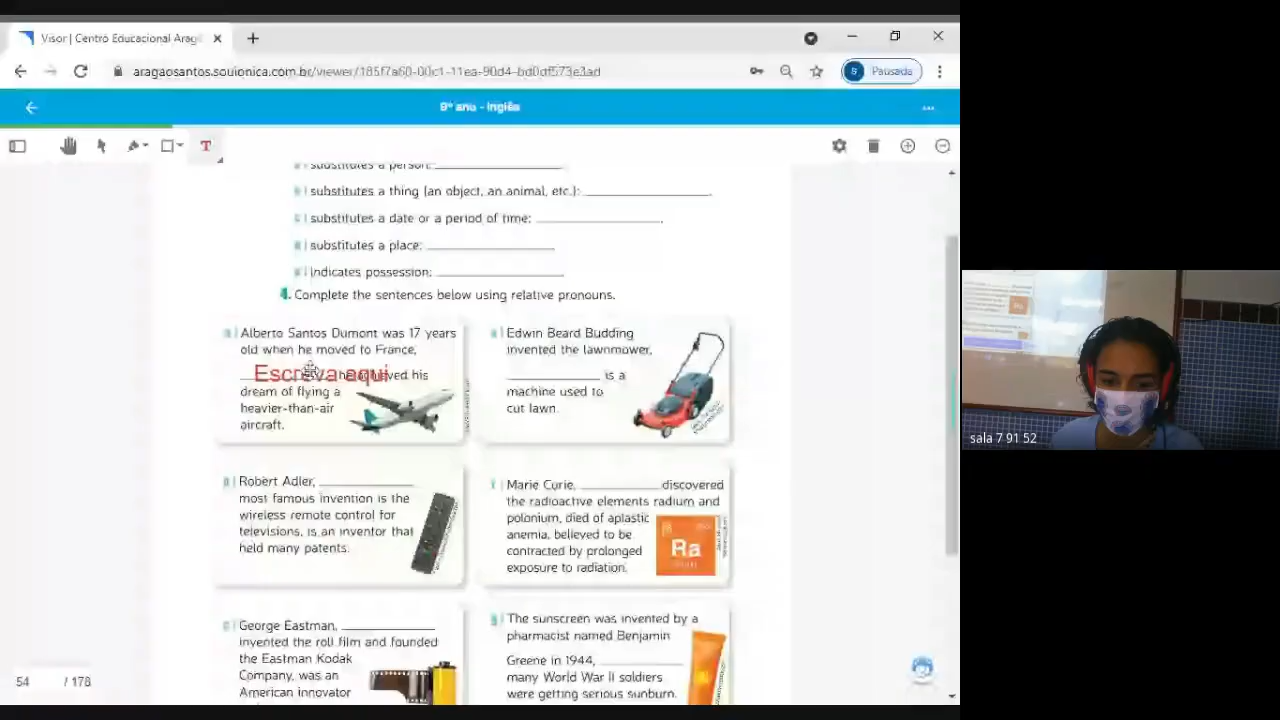 Visor | Centro Educacional Arag
aragaosantos.souionica.com.br/viewer/185f7a60-00c1-11ea-90d4-bd0df573e3ad
Pausada
9º ano - Inglês
substitutes a person:
substitutes a thing (an object, an animal, etc.):
substitutes a date or a period of time:
substitutes a place:
indicates possession:
4. Complete the sentences below using relative pronouns.
Alberto Santos Dumont was 17 years
old when he moved to France,
Escreva aqui
he achieved his
dream of flying a
heavier-than-air
aircraft.
Edwin Beard Budding
invented the lawnmower,
is a
machine used to
cut lawn.
Robert Adler,
most famous invention is the
wireless remote control for
televisions, is an inventor that
held many patents.
Marie Curie, discovered
the radioactive elements radium and
polonium, died of aplastic
anemia, believed to be
contracted by prolonged
exposure to radiation.
Ra
George Eastman,
invented the roll film and founded
the Eastman Kodak
Company, was an
American innovator
g The sunscreen was invented by a
pharmacist named Benjamin
Greene in 1944,
many World War II soldiers
were getting serious sunburn.
54 / 178
sala 7 91 52